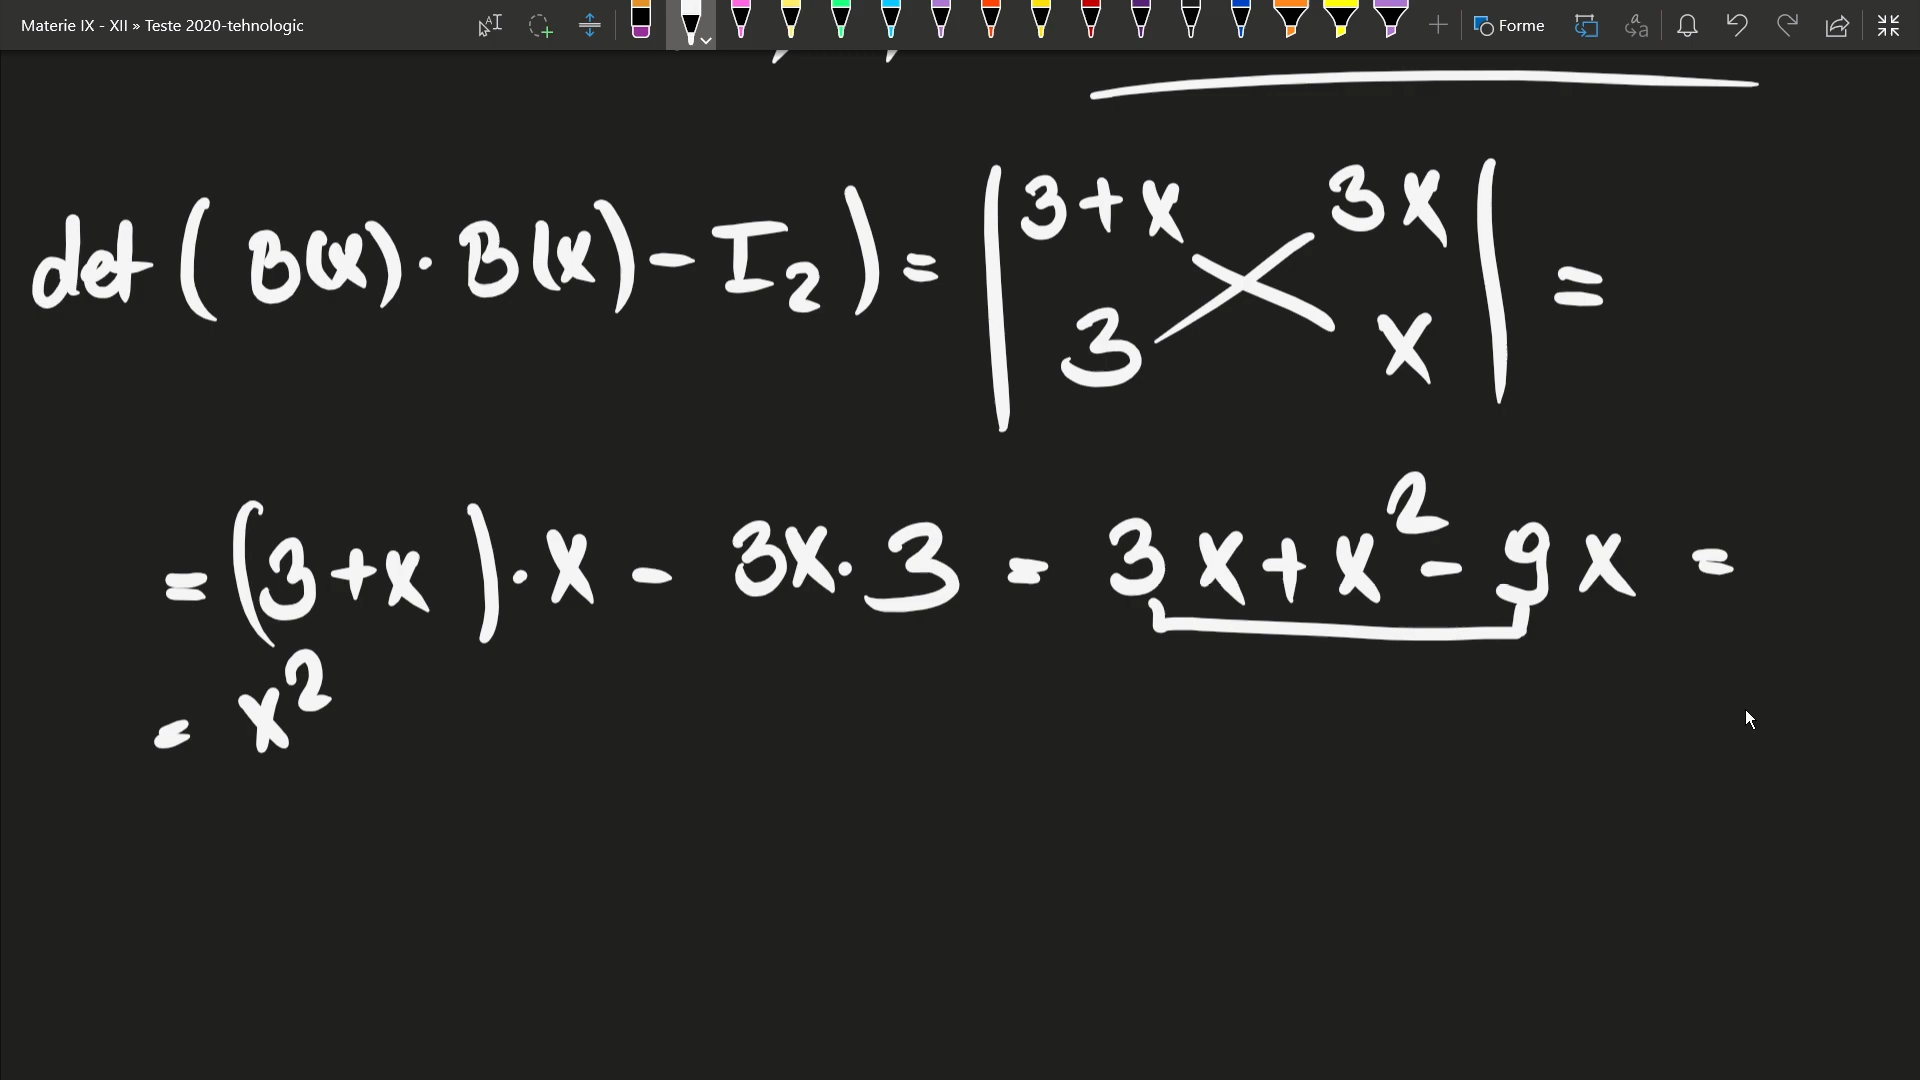 Materie IX - XII » Teste 2020-tehnologic Forme
det ( B(x) · B(x) - I₂ ) = | 3+x 3x |
| 3 x | =
= (3+x) · x - 3x · 3 = 3x + x² - 9x =
= x²